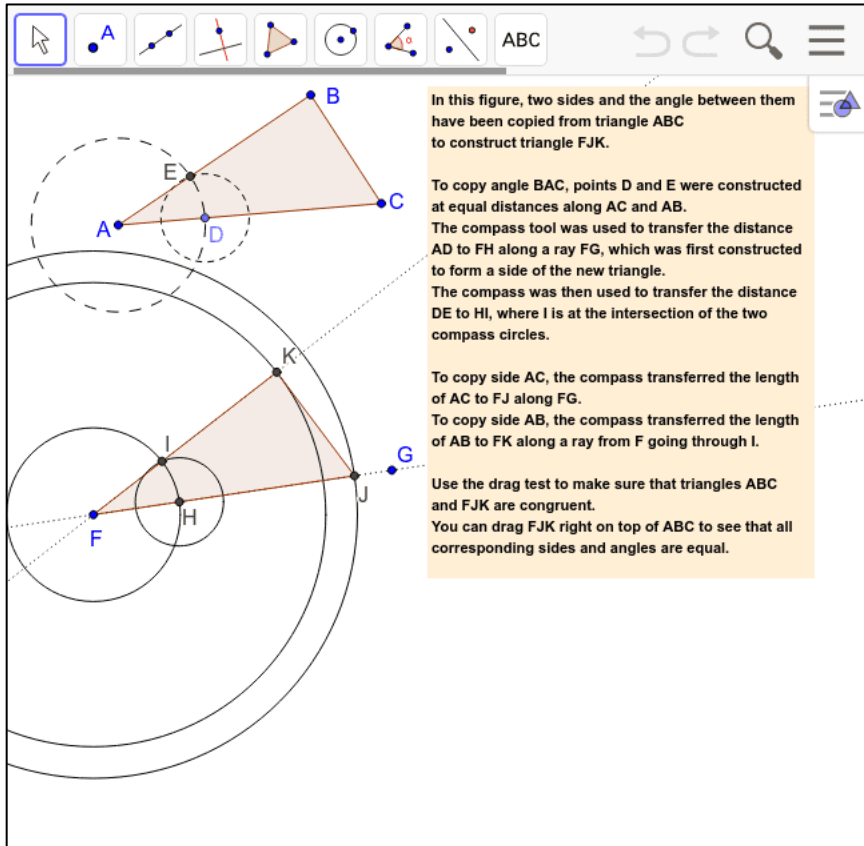 A
α
ABC
B
E
C
A
D
K
I
G
J
H
F
In this figure, two sides and the angle between them
have been copied from triangle ABC
to construct triangle FJK.
To copy angle BAC, points D and E were constructed
at equal distances along AC and AB.
The compass tool was used to transfer the distance
AD to FH along a ray FG, which was first constructed
to form a side of the new triangle.
The compass was then used to transfer the distance
DE to HI, where I is at the intersection of the two
compass circles.
To copy side AC, the compass transferred the length
of AC to FJ along FG.
To copy side AB, the compass transferred the length
of AB to FK along a ray from F going through I.
Use the drag test to make sure that triangles ABC
and FJK are congruent.
You can drag FJK right on top of ABC to see that all
corresponding sides and angles are equal.